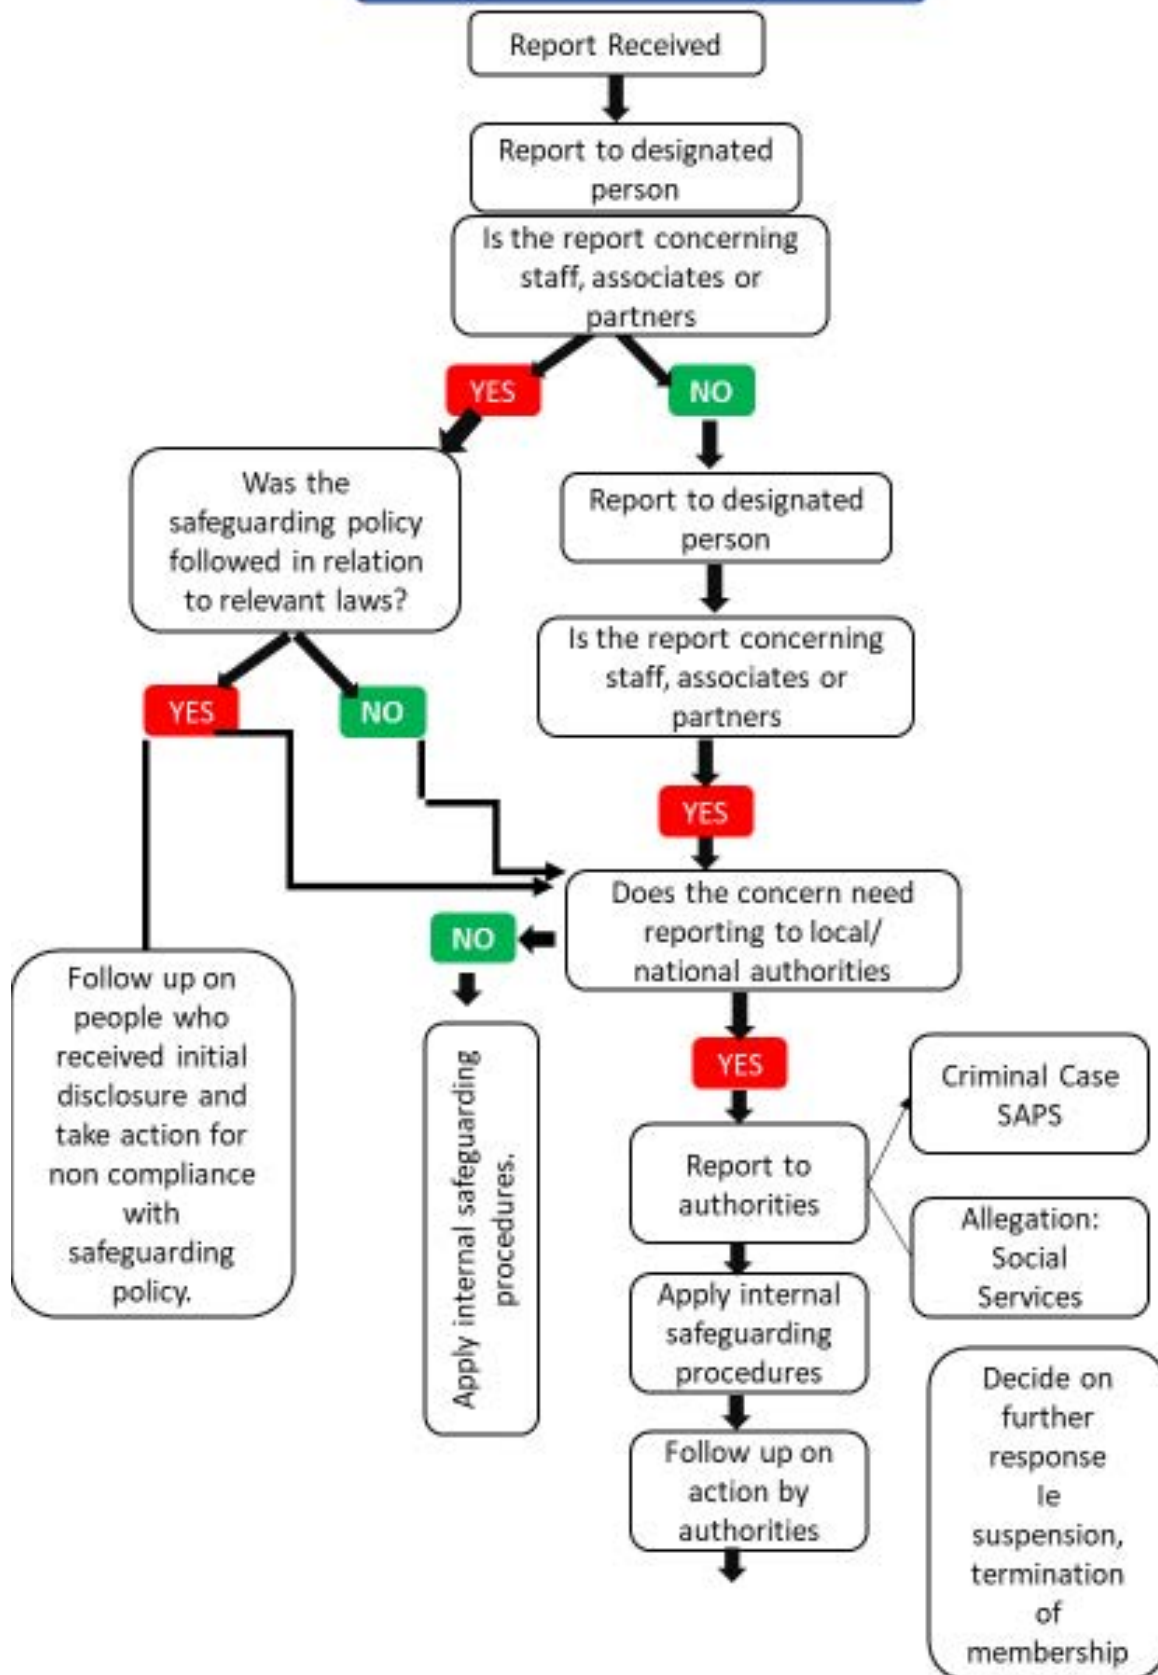 Report Received
Report to designated
person
Is the report concerning
staff, associates or
partners
YES
NO
Was the
safeguarding policy
followed in relation
to relevant laws?
Report to designated
person
Is the report concerning
staff, associates or
partners
YES
NO
YES
Does the concern need
reporting to local/
national authorities
NO
Follow up on
people who
received initial
disclosure and
take action for
non compliance
with
safeguarding
policy.
Apply internal safeguarding
procedures.
YES
Criminal Case
SAPS
Report to
authorities
Allegation:
Social
Services
Apply internal
safeguarding
procedures
Decide on
further
response
Ie
suspension,
termination
of
membership
Follow up on
action by
authorities